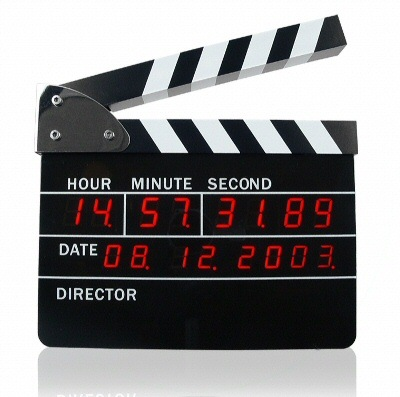 HOUR MINUTE SECOND
14. 57. 31. 89
DATE 08. 12. 2003.
DIRECTOR